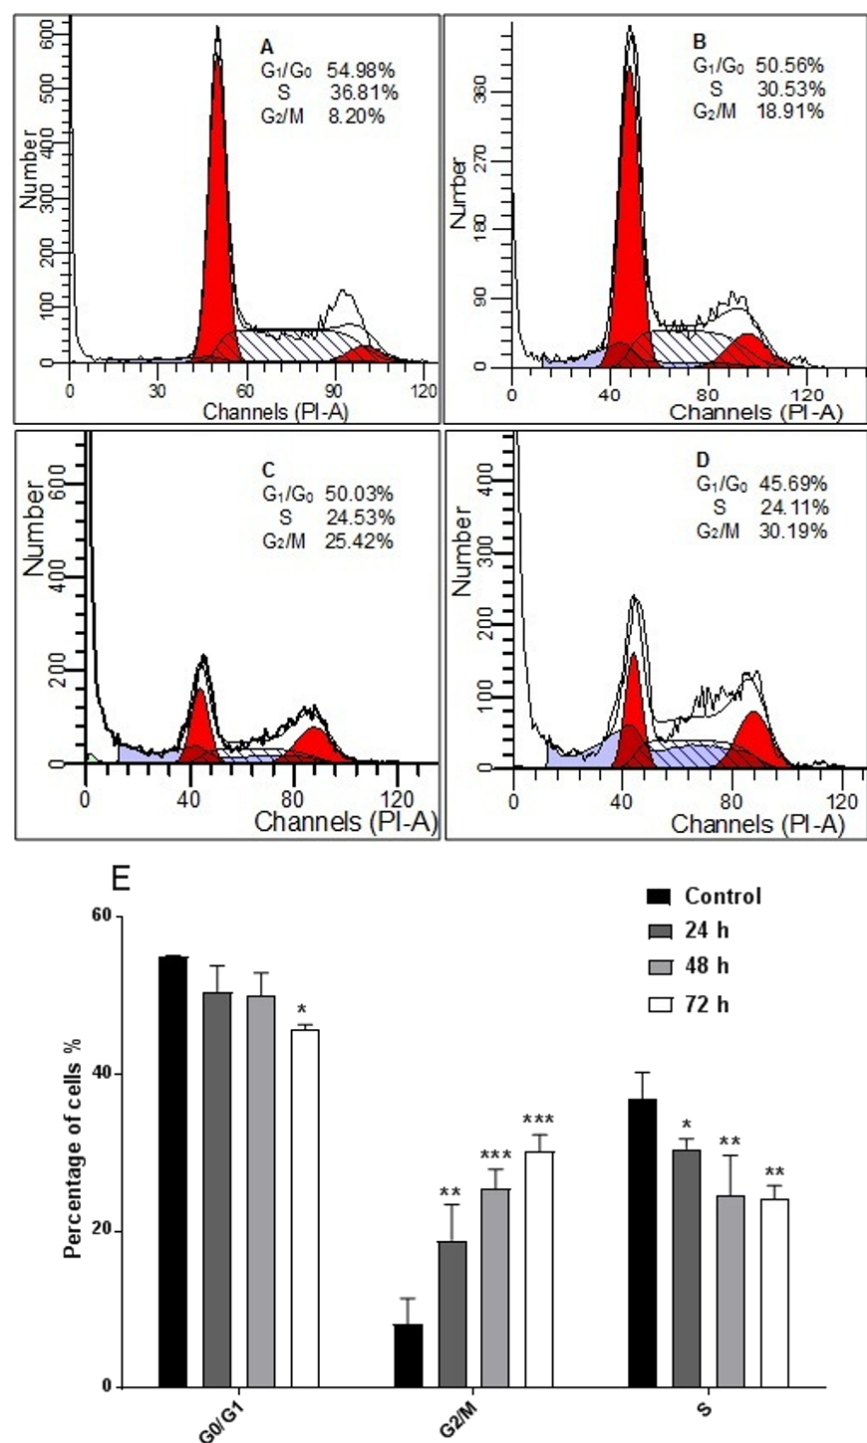 A
G1/G0 54.98%
S 36.81%
G2/M 8.20%
Number
600
500
400
300
200
100
0
0 30 60 90 120
Channels (PI-A)
B
G1/G0 50.56%
S 30.53%
G2/M 18.91%
Number
360
270
180
90
0
0 40 80 120
Channels (PI-A)
C
G1/G0 50.03%
S 24.53%
G2/M 25.42%
Number
600
400
200
0
0 40 80 120
Channels (PI-A)
D
G1/G0 45.69%
S 24.11%
G2/M 30.19%
Number
400
300
200
100
0
0 40 80 120
Channels (PI-A)
E
Control
24 h
48 h
72 h
Percentage of cells %
60
40
20
0
*
** *** ***
* ** **
G0/G1 G2/M S